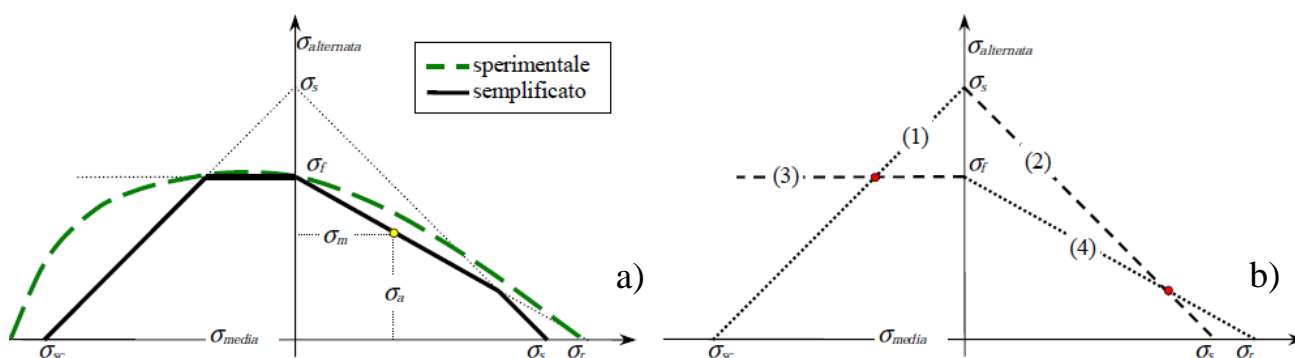 σalternata
sperimentale
semplificato
σs
σf
σm
σa
σsc
σmedia
σs
σr
a)
σalternata
σs
(1)
(2)
σf
(3)
(4)
σsc
σmedia
σs
σr
b)